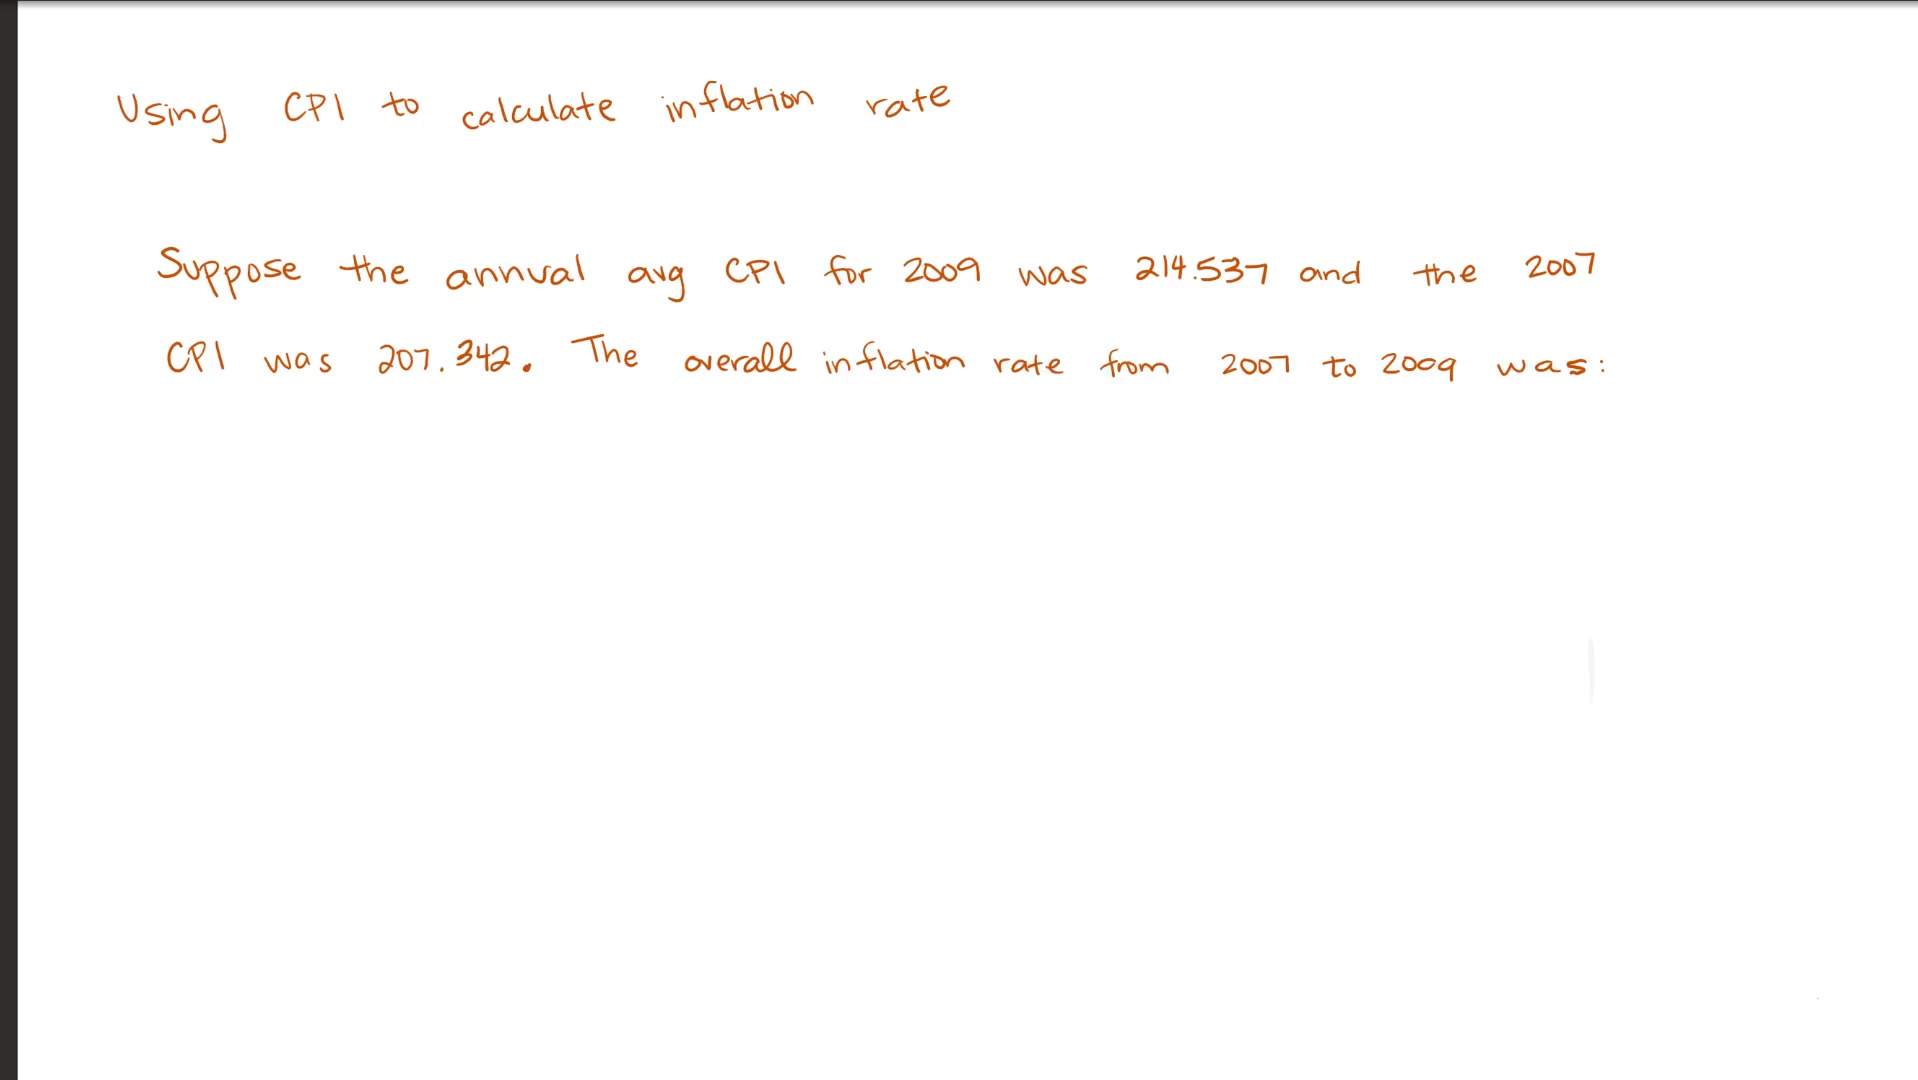 Using CPI to calculate inflation rate
Suppose the annual avg CPI for 2009 was 214.537 and the 2007
CPI was 207.342. The overall inflation rate from 2007 to 2009 was: